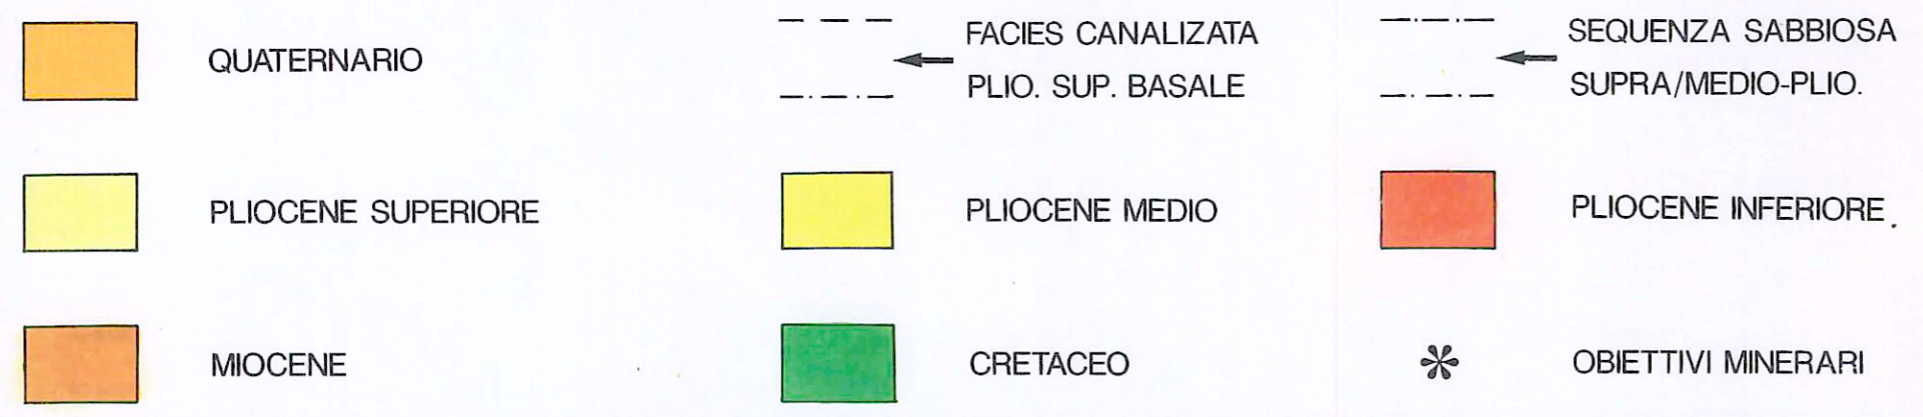 QUATERNARIO
FACIES CANALIZATA
PLIO. SUP. BASALE
SEQUENZA SABBIOSA
SUPRA/MEDIO-PLIO.
PLIOCENE SUPERIORE
PLIOCENE MEDIO
PLIOCENE INFERIORE.
MIOCENE
CRETACEO
OBIETTIVI MINERARI